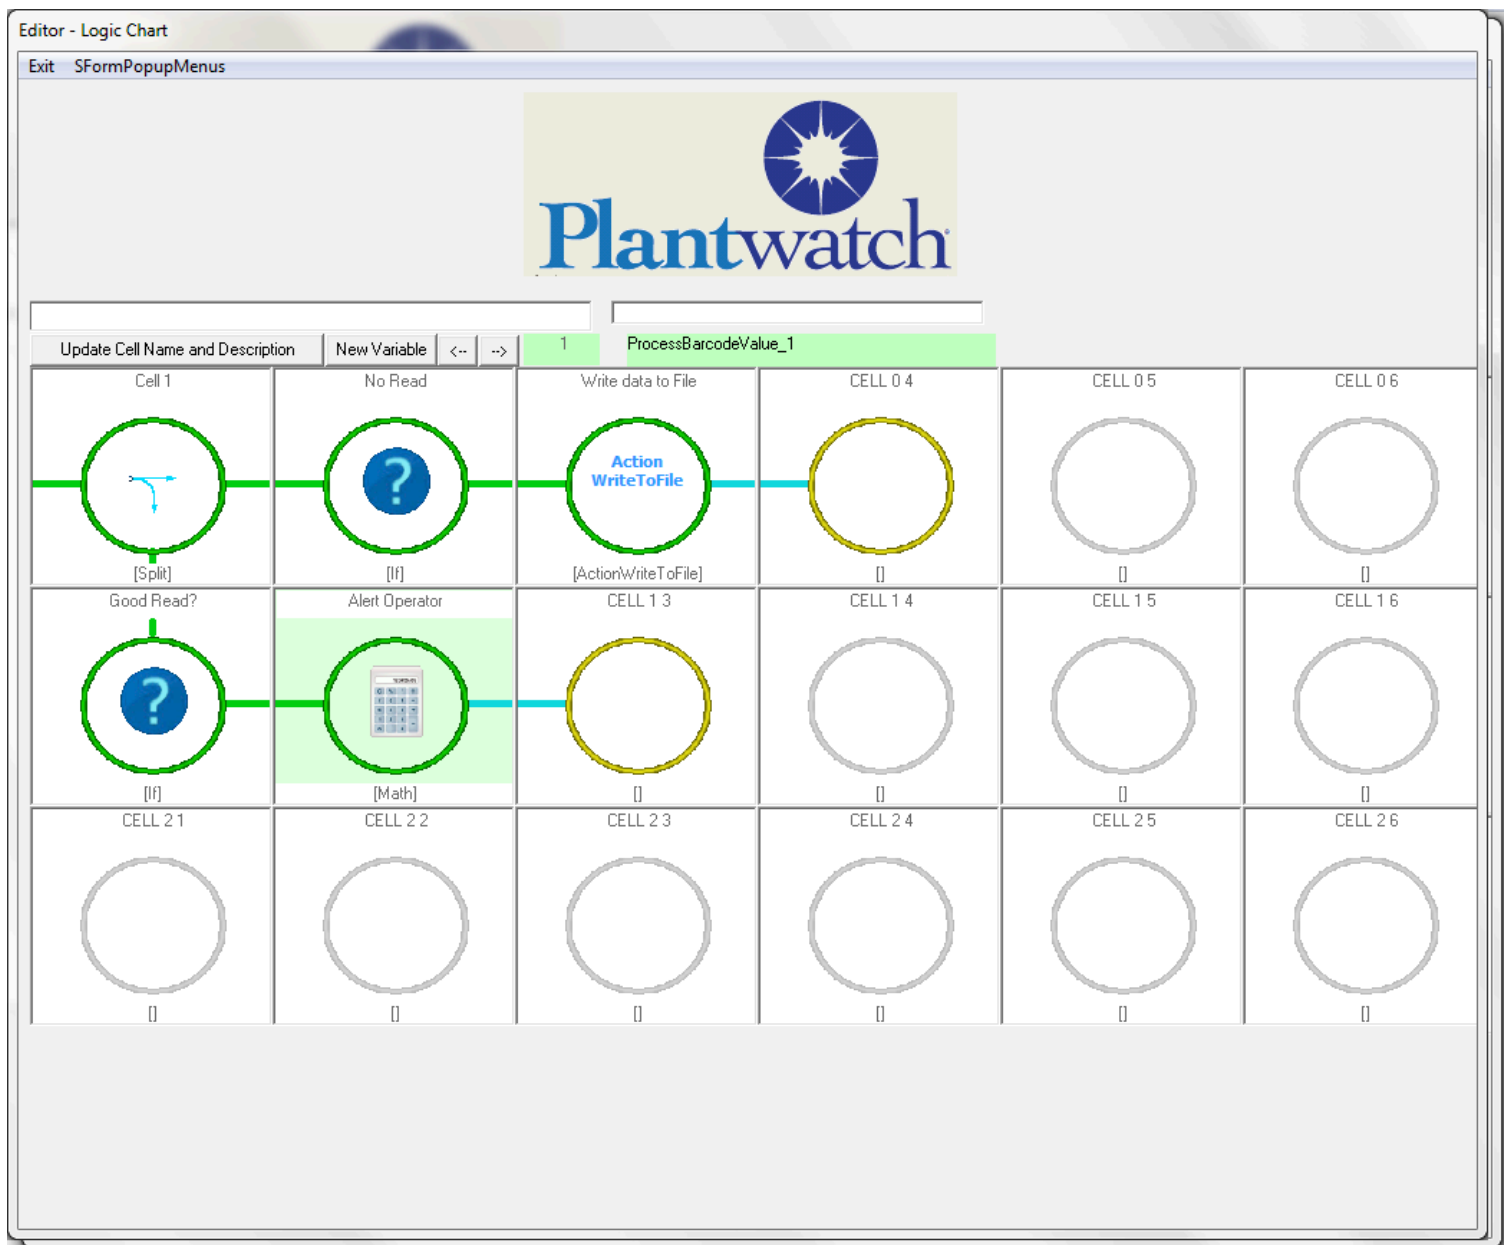 Editor - Logic Chart
Exit SFormPopupMenus
Plantwatch
Update Cell Name and Description New Variable <-- --> 1 ProcessBarcodeValue_1
Cell 1 No Read Write data to File CELL 0 4 CELL 0 5 CELL 0 6
Action
WriteToFile
[Split] [If] [ActionWriteToFile] [] [] []
Good Read? Alert Operator CELL 1 3 CELL 1 4 CELL 1 5 CELL 1 6
[If] [Math] [] [] [] []
CELL 2 1 CELL 2 2 CELL 2 3 CELL 2 4 CELL 2 5 CELL 2 6
[] [] [] [] [] []